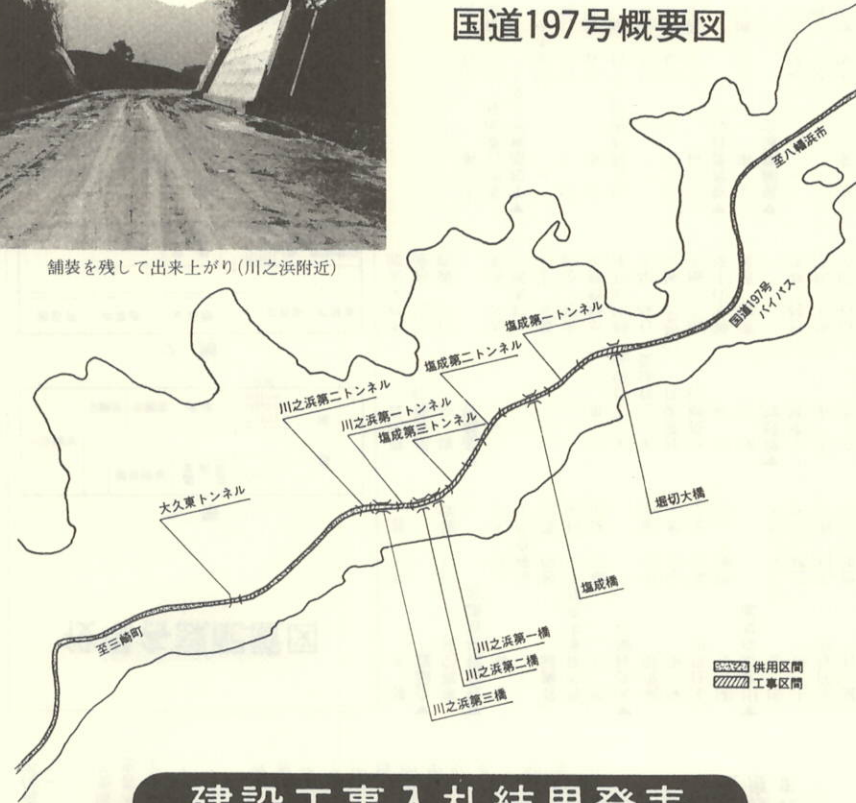 国道197号概要図
舗装を残して出来上がり(川之浜附近)
至八幡浜市
国道197号
バイパス
塩成第一トンネル
塩成第二トンネル
川之浜第二トンネル
川之浜第一トンネル
塩成第三トンネル
大久東トンネル
堀切大橋
塩成橋
至三崎町
川之浜第一橋
川之浜第二橋
川之浜第三橋
供用区間
工事区間
建設工事入札結果発表